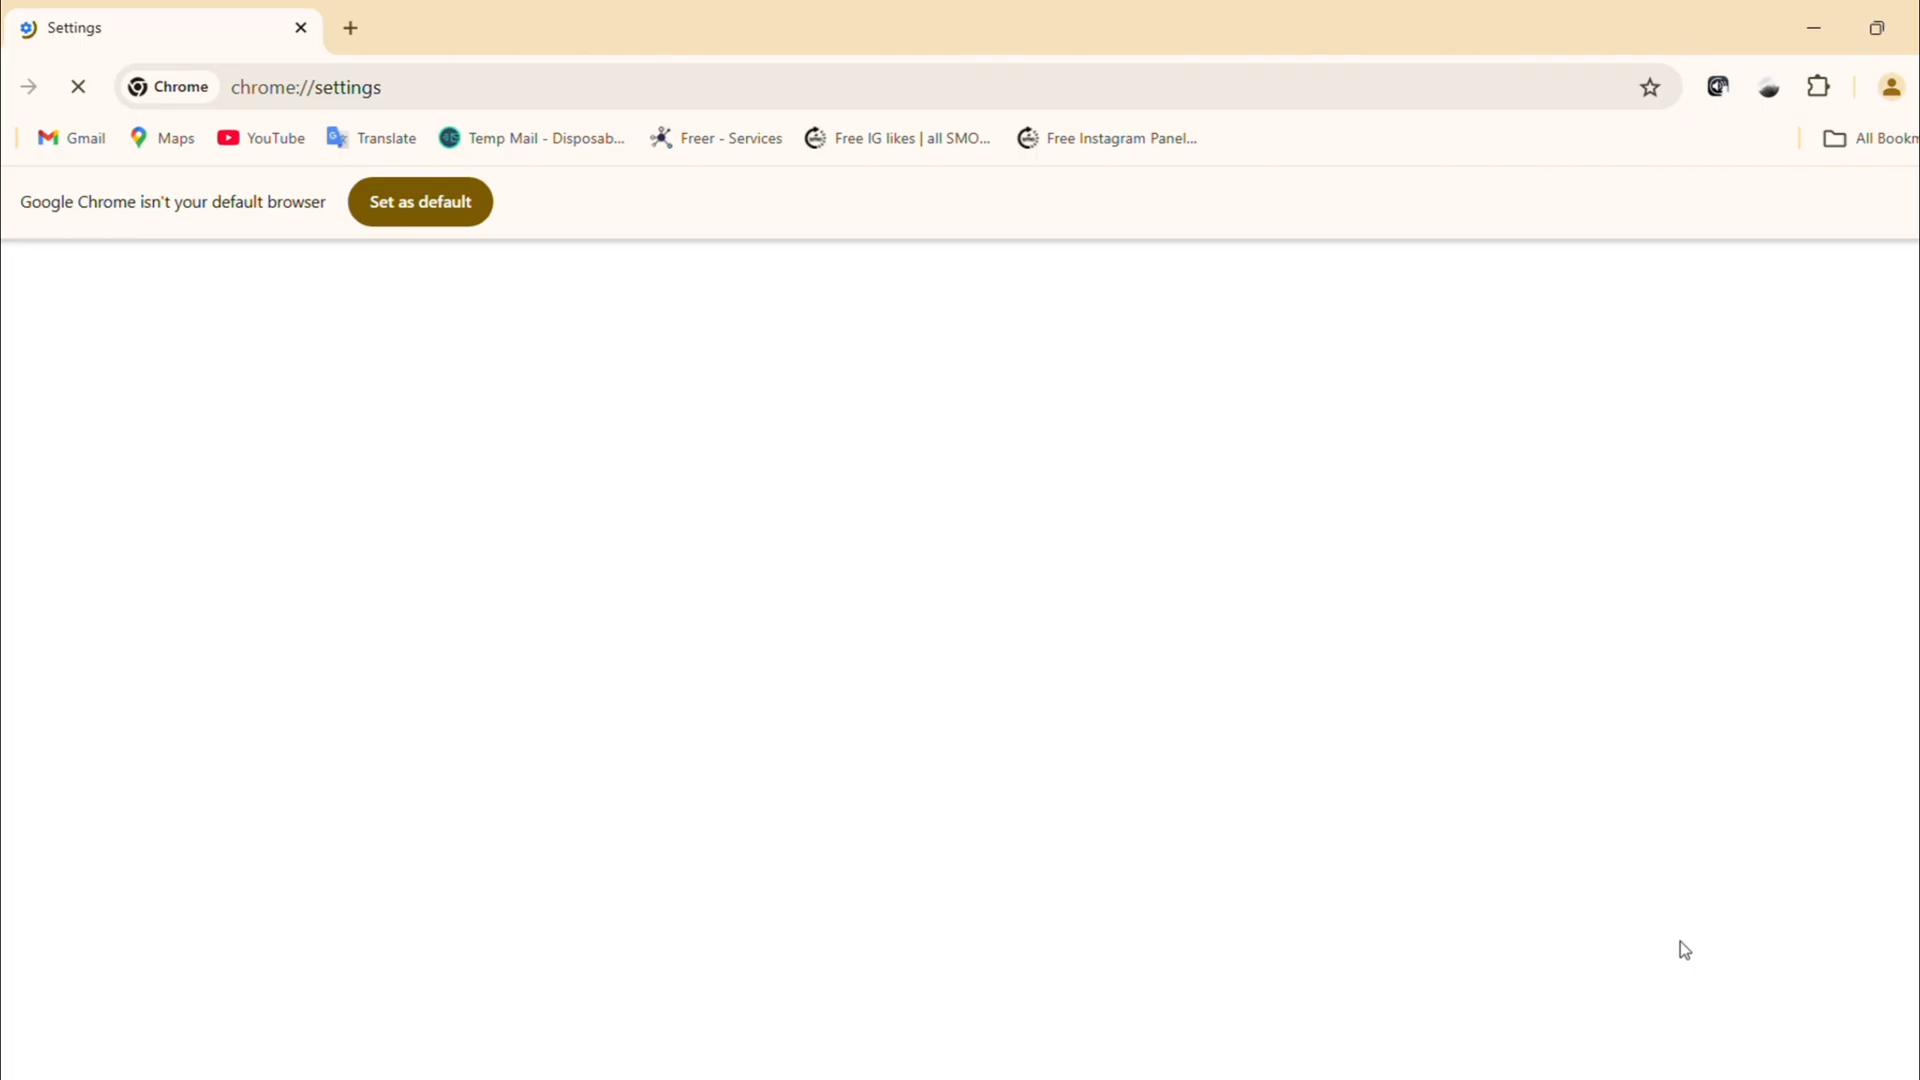 Settings
Chrome chrome://settings
Gmail Maps YouTube Translate Temp Mail - Disposab... Freer - Services Free IG likes | all SMO... Free Instagram Panel... All Bookm
Google Chrome isn't your default browser Set as default